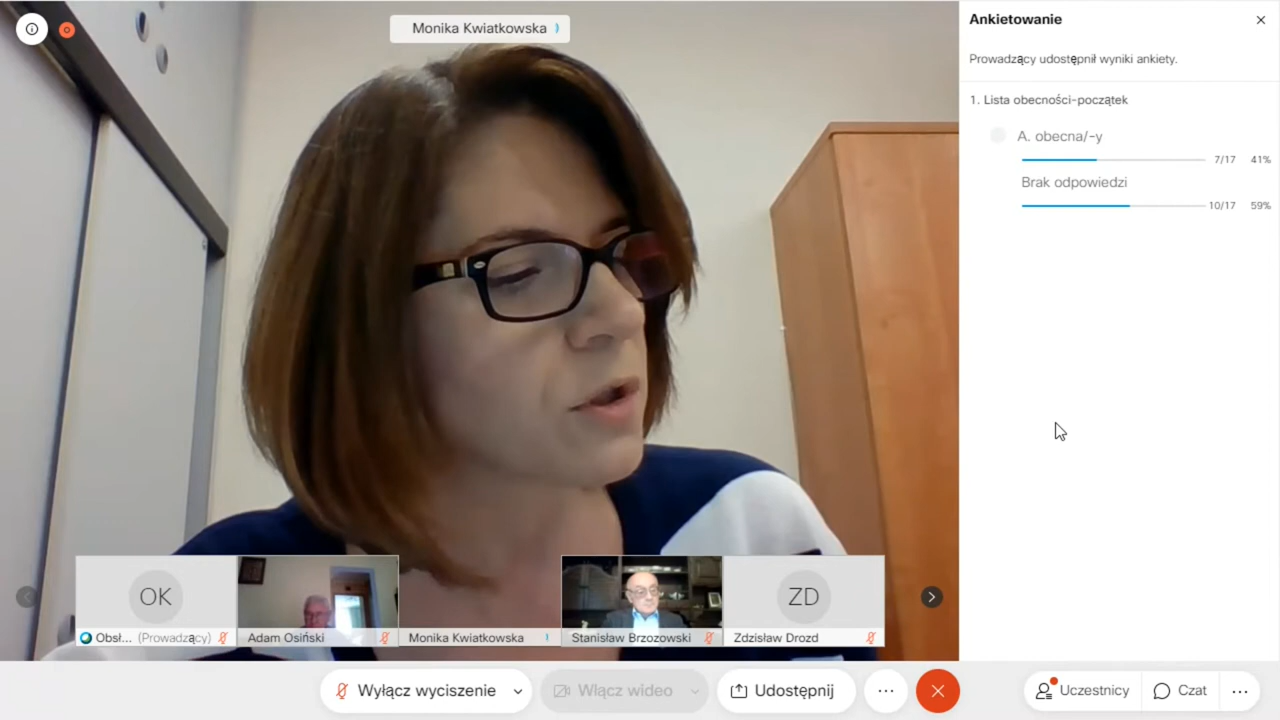 Monika Kwiatkowska
Ankietowanie
Prowadzący udostępnił wyniki ankiety.
1. Lista obecności-początek
A. obecna/-y
7/17 41%
Brak odpowiedzi
10/17 59%
OK
ZD
Obsł... (Prowadzący)
Adam Osiński
Monika Kwiatkowska
Stanisław Brzozowski
Zdzisław Drozd
Wyłącz wyciszenie
Włącz wideo
Udostępnij
Uczestnicy
Czat